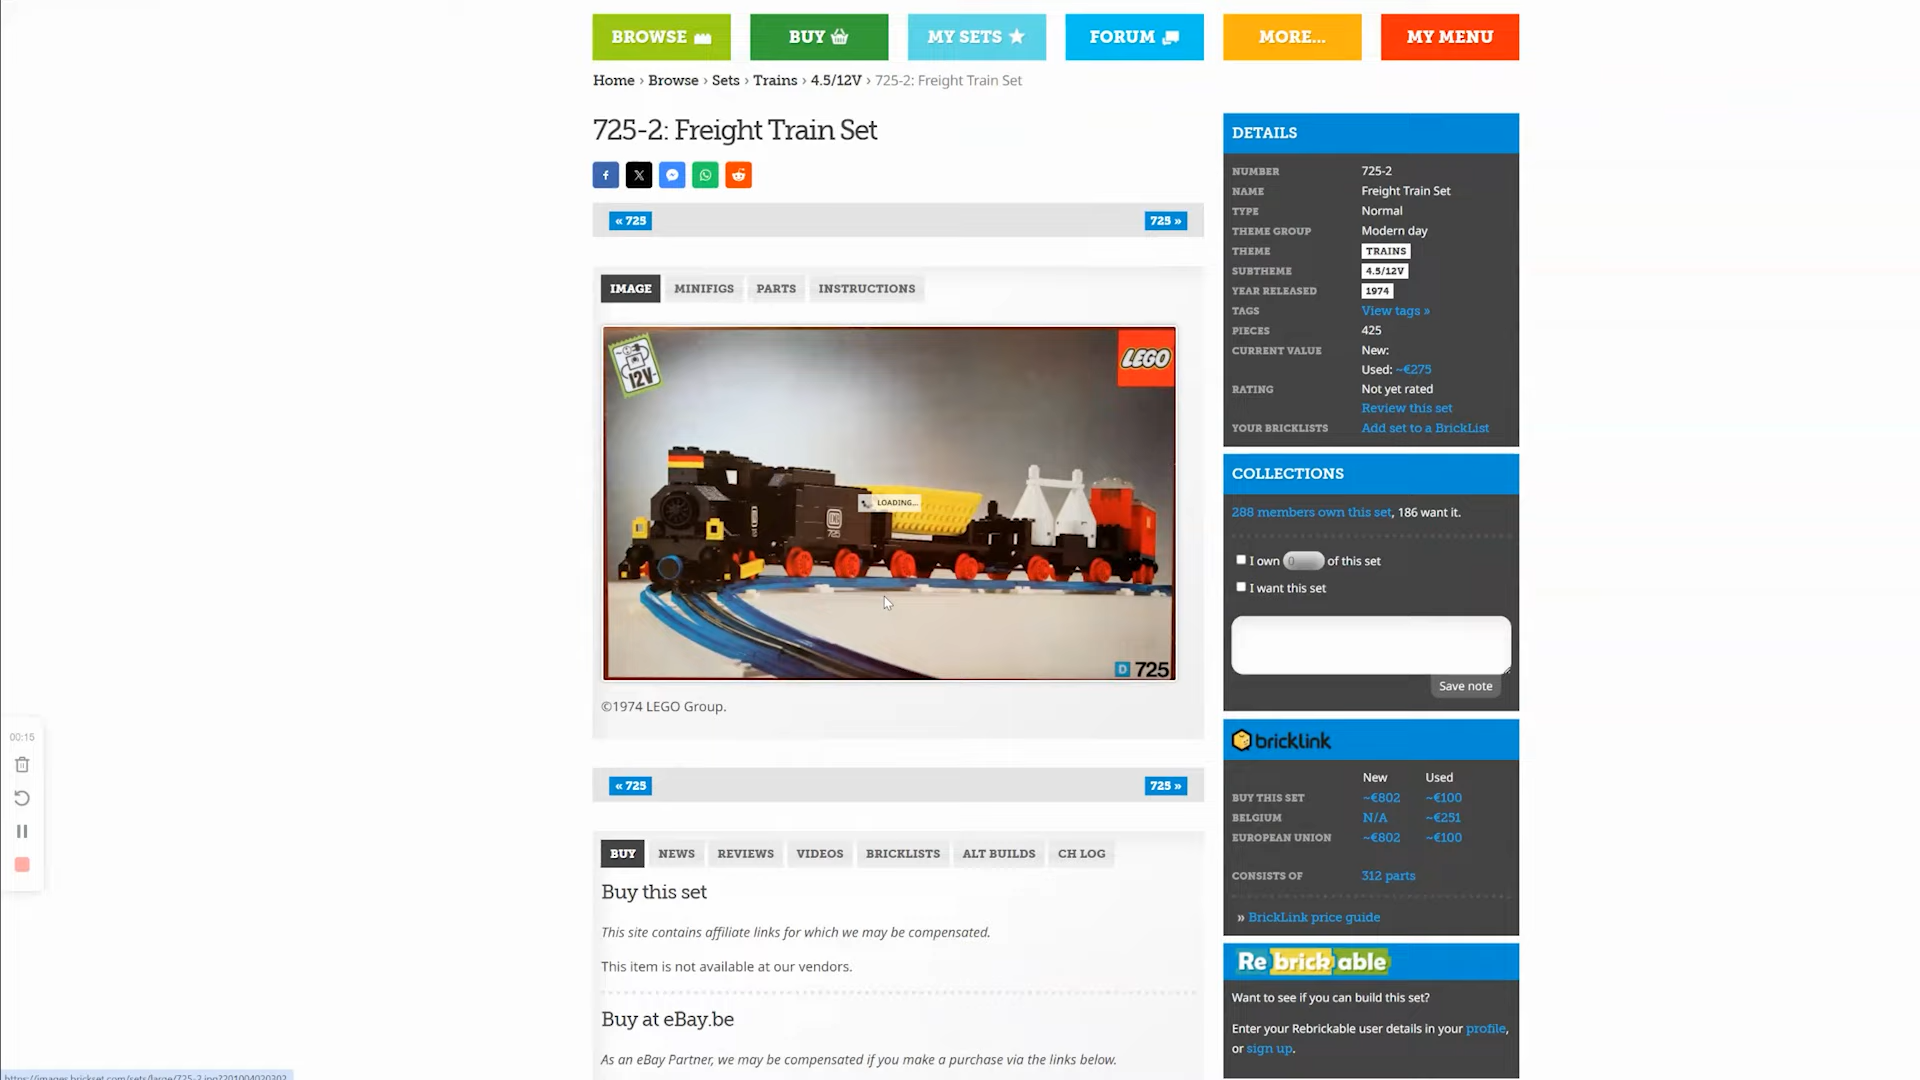 BROWSE
BUY
MY SETS
FORUM
MORE...
MY MENU
Home › Browse › Sets › Trains › 4.5/12V › 725-2: Freight Train Set
725-2: Freight Train Set
« 725
725 »
IMAGE
MINIFIGS
PARTS
INSTRUCTIONS
12V
LEGO
LOADING...
D 725
©1974 LEGO Group.
« 725
725 »
BUY
NEWS
REVIEWS
VIDEOS
BRICKLISTS
ALT BUILDS
CH LOG
Buy this set
This site contains affiliate links for which we may be compensated.
This item is not available at our vendors.
Buy at eBay.be
As an eBay Partner, we may be compensated if you make a purchase via the links below.
DETAILS
NUMBER 725-2
NAME Freight Train Set
TYPE Normal
THEME GROUP Modern day
THEME TRAINS
SUBTHEME 4.5/12V
YEAR RELEASED 1974
TAGS View tags »
PIECES 425
CURRENT VALUE New:
Used: ~€275
RATING Not yet rated
Review this set
YOUR BRICKLISTS Add set to a BrickList
COLLECTIONS
288 members own this set, 186 want it.
I own 0 of this set
I want this set
Save note
bricklink
New Used
BUY THIS SET ~€802 ~€100
BELGIUM N/A ~€251
EUROPEAN UNION ~€802 ~€100
CONSISTS OF 312 parts
» BrickLink price guide
Rebrickable
Want to see if you can build this set?
Enter your Rebrickable user details in your profile,
or sign up.
00:15